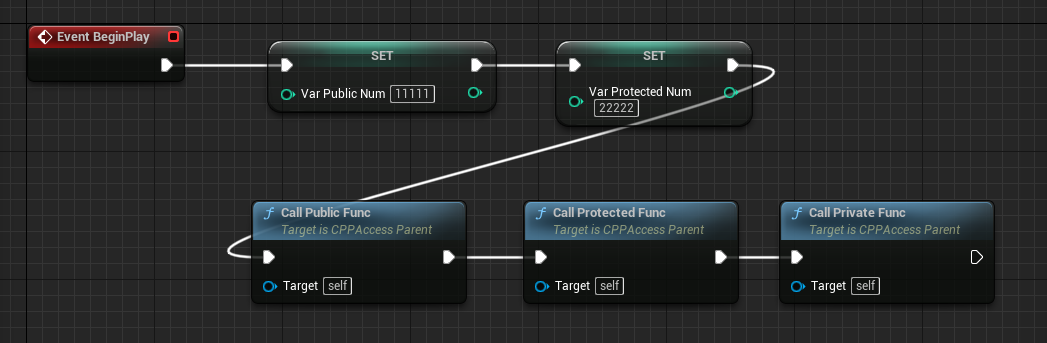 Event BeginPlay
SET
Var Public Num 11111
SET
Var Protected Num
22222
f Call Public Func
Target is CPPAccess Parent
Target self
f Call Protected Func
Target is CPPAccess Parent
Target self
f Call Private Func
Target is CPPAccess Parent
Target self